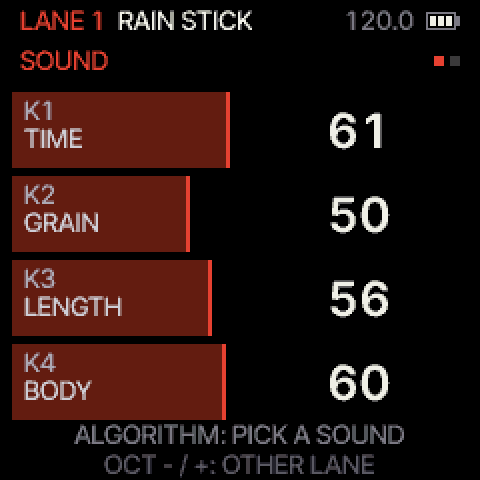 LANE 1 RAIN STICK 120.0
SOUND
K1
TIME 61
K2
GRAIN 50
K3
LENGTH 56
K4
BODY 60
ALGORITHM: PICK A SOUND
OCT - / +: OTHER LANE